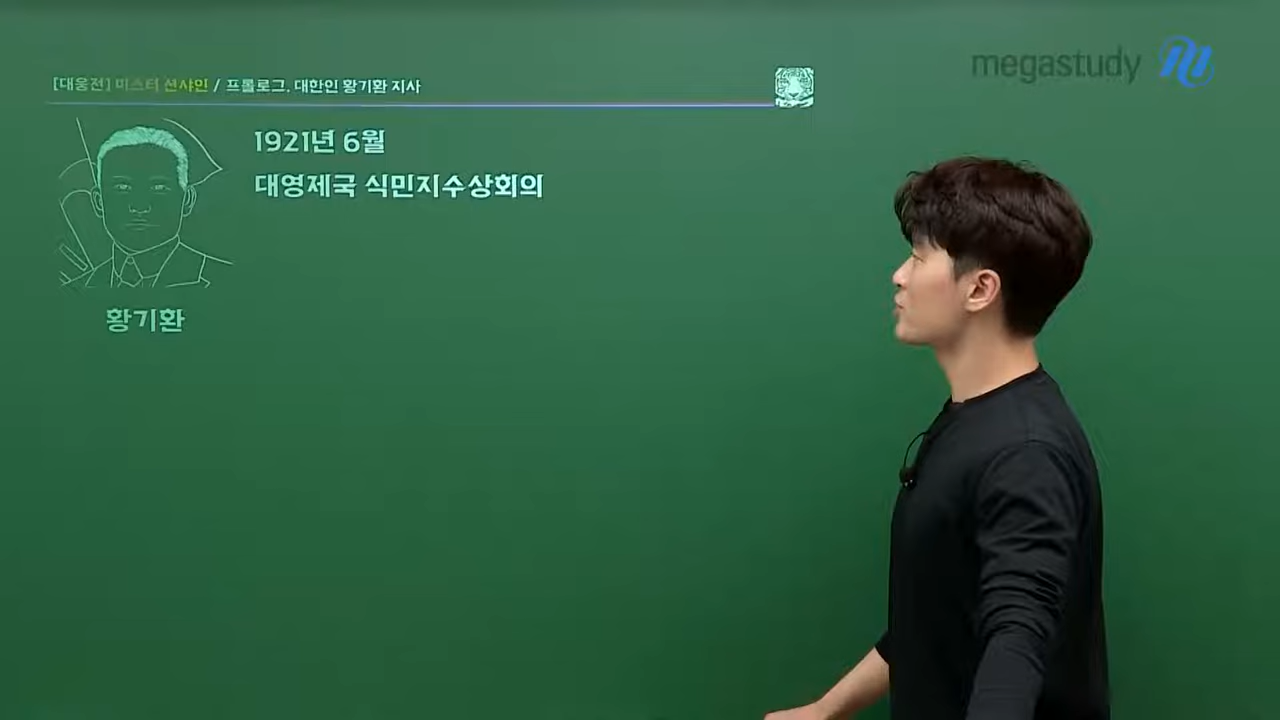 [대웅전] 미스터 션샤인 / 프롤로그. 대한인 황기환 지사
megastudy
1921년 6월
대영제국 식민지수상회의
황기환